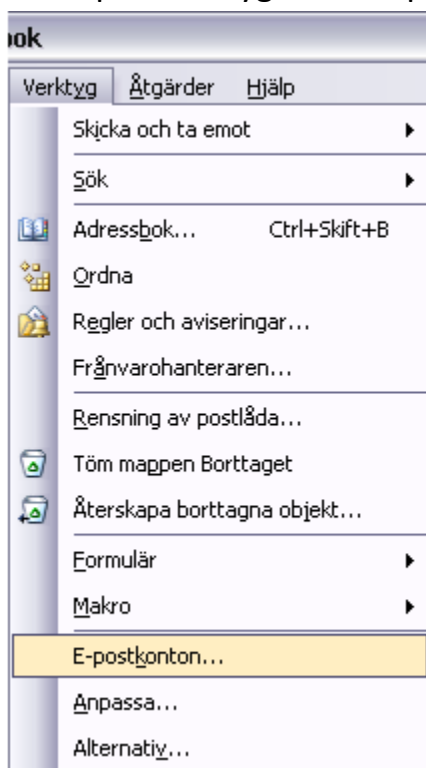 ook
Verktyg Åtgärder Hjälp
Skicka och ta emot
Sök
Adressbok... Ctrl+Skift+B
Ordna
Regler och aviseringar...
Frånvarohanteraren...
Rensning av postlåda...
Töm mappen Borttaget
Återskapa borttagna objekt...
Formulär
Makro
E-postkonton...
Anpassa...
Alternativ...